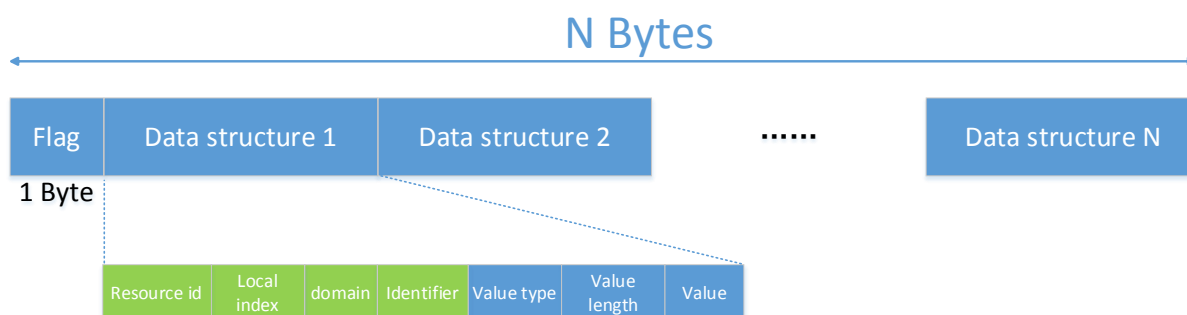 N Bytes
Flag
Data structure 1
Data structure 2
......
Data structure N
1 Byte
Resource id
Local
index
domain
Identifier
Value type
Value
length
Value